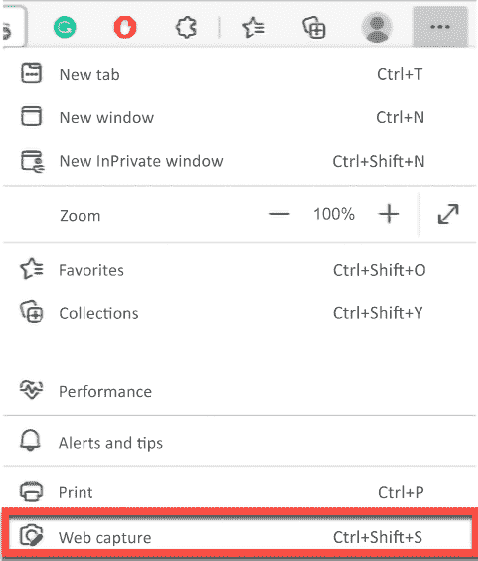 New tab Ctrl+T
New window Ctrl+N
New InPrivate window Ctrl+Shift+N
Zoom 100%
Favorites Ctrl+Shift+O
Collections Ctrl+Shift+Y
Performance
Alerts and tips
Print Ctrl+P
Web capture Ctrl+Shift+S